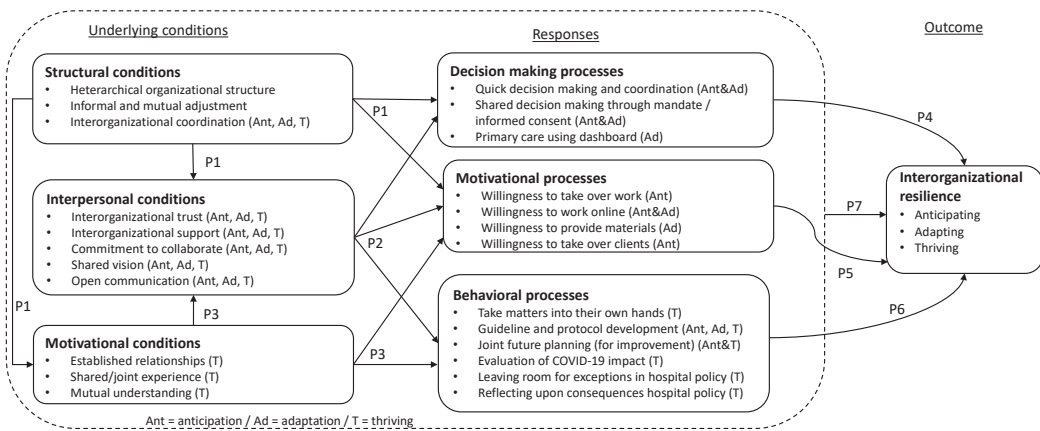 Underlying conditions
Responses
Outcome
Structural conditions
• Heterarchical organizational structure
• Informal and mutual adjustment
• Interorganizational coordination (Ant, Ad, T)
P1
P1
P1
Interpersonal conditions
• Interorganizational trust (Ant, Ad, T)
• Interorganizational support (Ant, Ad, T)
• Commitment to collaborate (Ant, Ad, T)
• Shared vision (Ant, Ad, T)
• Open communication (Ant, Ad, T)
P2
P3
Motivational conditions
• Established relationships (T)
• Shared/joint experience (T)
• Mutual understanding (T)
P3
Decision making processes
• Quick decision making and coordination (Ant&Ad)
• Shared decision making through mandate /
informed consent (Ant&Ad)
• Primary care using dashboard (Ad)
P4
Motivational processes
• Willingness to take over work (Ant)
• Willingness to work online (Ant&Ad)
• Willingness to provide materials (Ad)
• Willingness to take over clients (Ant)
P7
P5
Behavioral processes
• Take matters into their own hands (T)
• Guideline and protocol development (Ant, Ad, T)
• Joint future planning (for improvement) (Ant&T)
• Evaluation of COVID-19 impact (T)
• Leaving room for exceptions in hospital policy (T)
• Reflecting upon consequences hospital policy (T)
P6
Interorganizational
resilience
• Anticipating
• Adapting
• Thriving
Ant = anticipation / Ad = adaptation / T = thriving